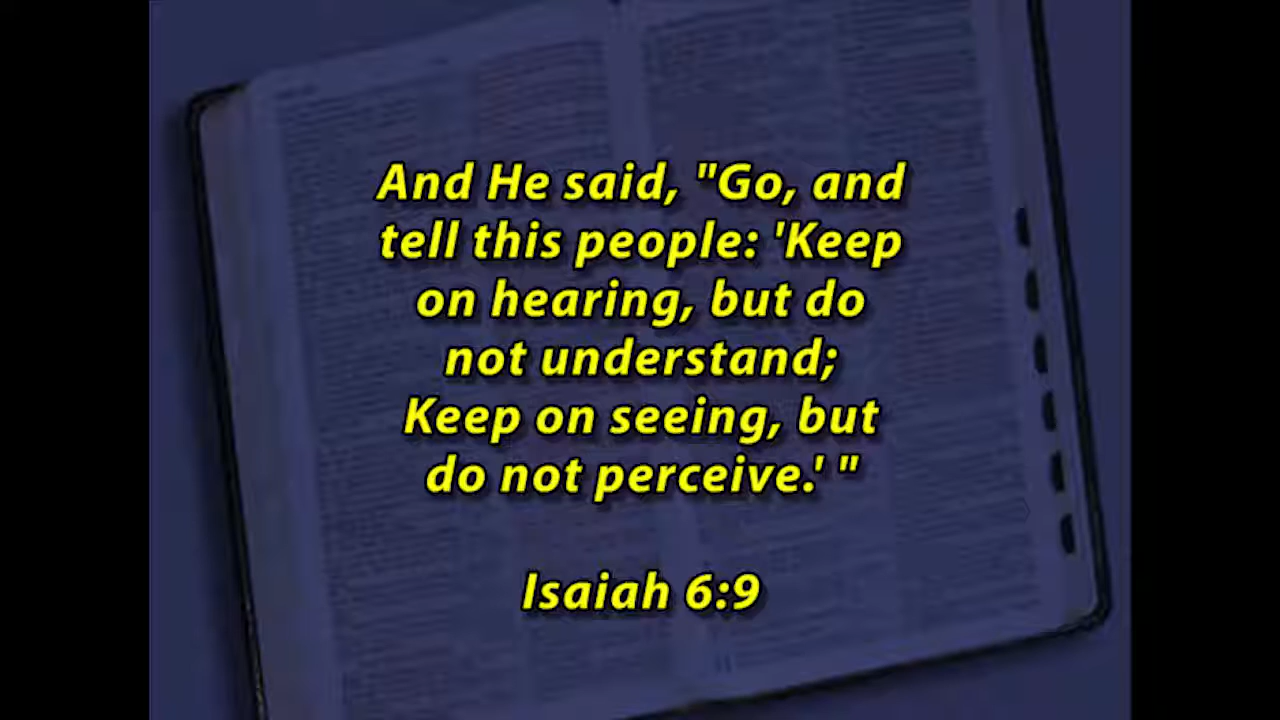 And He said, "Go, and
tell this people: 'Keep
on hearing, but do
not understand;
Keep on seeing, but
do not perceive.' "
Isaiah 6:9